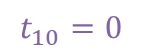 t₁₀ = 0